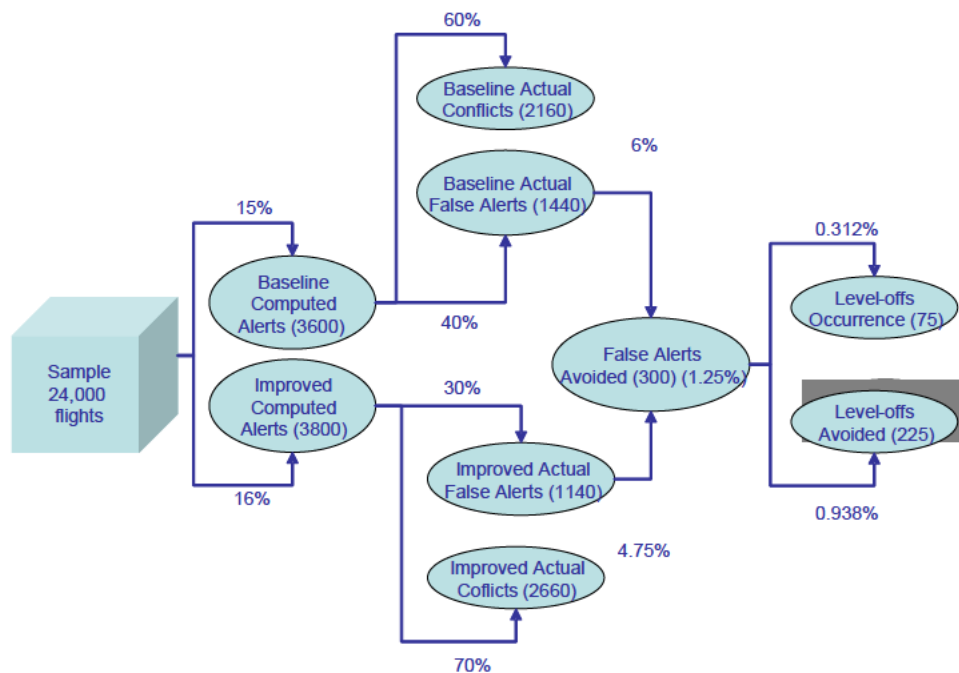 60%
Baseline Actual
Conflicts (2160)
6%
Baseline Actual
False Alerts (1440)
15%
0.312%
Baseline
Computed
Alerts (3600)
Level-offs
Occurrence (75)
40%
Sample
24,000
flights
False Alerts
Avoided (300) (1.25%)
Improved
Computed
Alerts (3800)
30%
Level-offs
Avoided (225)
Improved Actual
False Alerts (1140)
16%
0.938%
4.75%
Improved Actual
Coflicts (2660)
70%